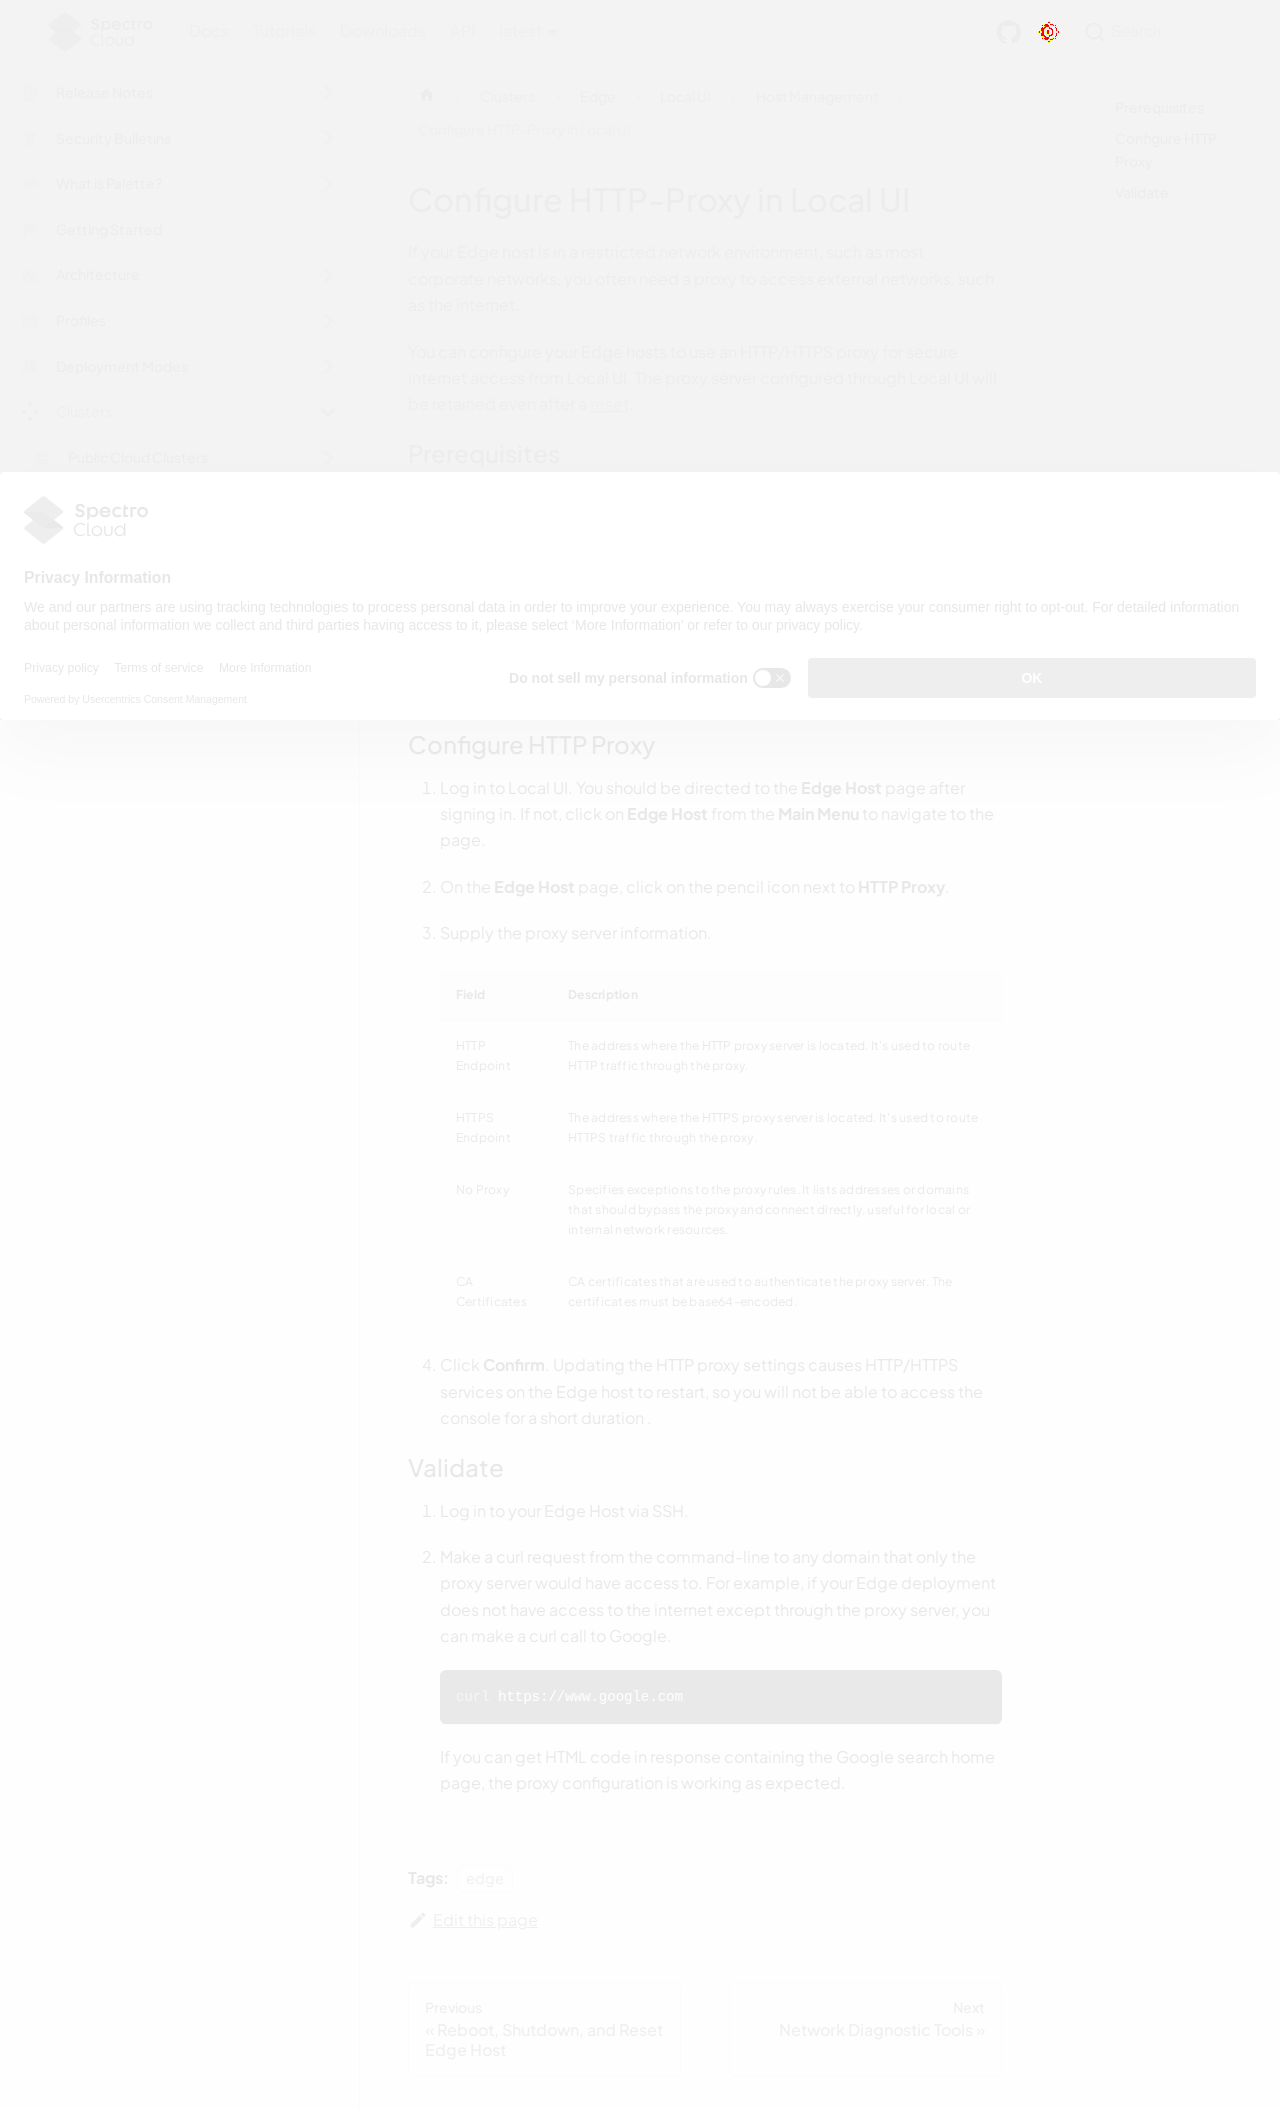 Spectro
Cloud
Docs Tutorials Downloads API latest
Search
Release Notes
Security Bulletins
What is Palette?
Getting Started
Architecture
Profiles
Deployment Modes
Clusters
Public Cloud Clusters
Clusters Edge Local UI Host Management
Configure HTTP-Proxy in Local UI
Prerequisites
Configure HTTP
Proxy
Validate
Configure HTTP-Proxy in Local UI
If your Edge host is in a restricted network environment, such as most
corporate networks, you often need a proxy to access external networks, such
as the internet.
You can configure your Edge hosts to use an HTTP/HTTPS proxy for secure
internet access from Local UI. The proxy server configured through Local UI will
be retained even after a reset.
Prerequisites
Spectro
Cloud
Privacy Information
We and our partners are using tracking technologies to process personal data in order to improve your experience. You may always exercise your consumer right to opt-out. For detailed information
about personal information we collect and third parties having access to it, please select ‘More Information’ or refer to our privacy policy.
Privacy policy Terms of service More Information
Powered by Usercentrics Consent Management
Do not sell my personal information
OK
Configure HTTP Proxy
1. Log in to Local UI. You should be directed to the Edge Host page after
signing in. If not, click on Edge Host from the Main Menu to navigate to the
page.
2. On the Edge Host page, click on the pencil icon next to HTTP Proxy.
3. Supply the proxy server information.
Field Description
HTTP
Endpoint
The address where the HTTP proxy server is located. It's used to route
HTTP traffic through the proxy.
HTTPS
Endpoint
The address where the HTTPS proxy server is located. It's used to route
HTTPS traffic through the proxy.
No Proxy
Specifies exceptions to the proxy rules. It lists addresses or domains
that should bypass the proxy and connect directly, useful for local or
internal network resources.
CA
Certificates
CA certificates that are used to authenticate the proxy server. The
certificates must be base64-encoded.
4. Click Confirm. Updating the HTTP proxy settings causes HTTP/HTTPS
services on the Edge host to restart, so you will not be able to access the
console for a short duration .
Validate
1. Log in to your Edge Host via SSH.
2. Make a curl request from the command-line to any domain that only the
proxy server would have access to. For example, if your Edge deployment
does not have access to the internet except through the proxy server, you
can make a curl call to Google.
curl https://www.google.com
If you can get HTML code in response containing the Google search home
page, the proxy configuration is working as expected.
Tags: edge
Edit this page
Previous
« Reboot, Shutdown, and Reset
Edge Host
Next
Network Diagnostic Tools »